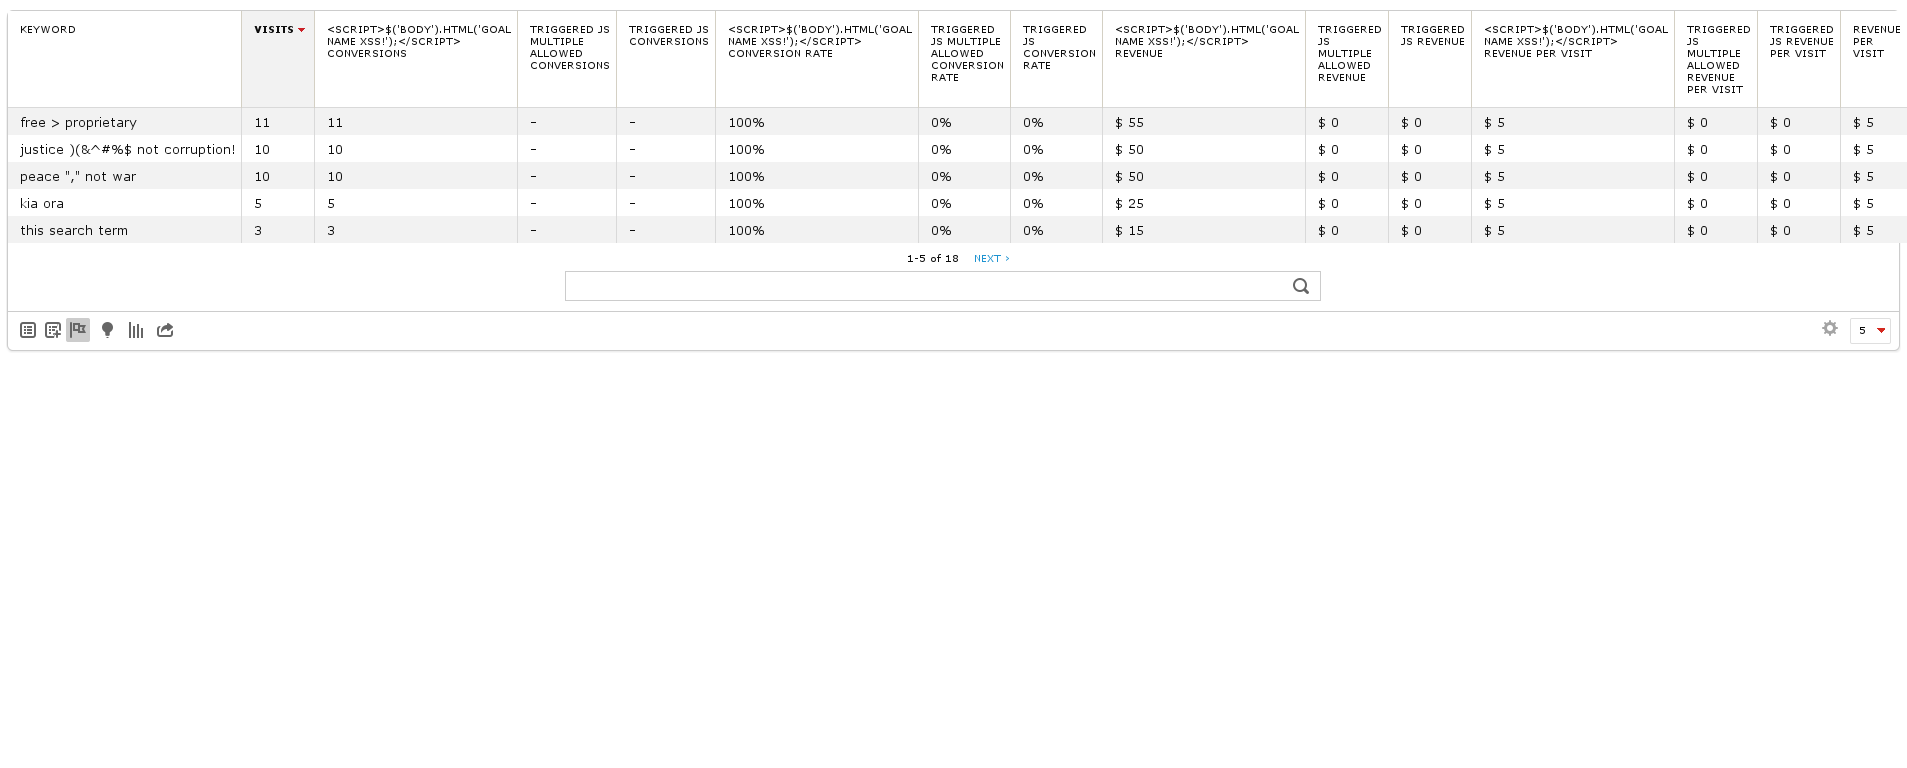 KEYWORD
VISITS
<SCRIPT>$('BODY').HTML('GOAL
NAME XSS!');</SCRIPT>
CONVERSIONS
TRIGGERED JS
MULTIPLE
ALLOWED
CONVERSIONS
TRIGGERED JS
CONVERSIONS
<SCRIPT>$('BODY').HTML('GOAL
NAME XSS!');</SCRIPT>
CONVERSION RATE
TRIGGERED
JS MULTIPLE
ALLOWED
CONVERSION
RATE
TRIGGERED
JS
CONVERSION
RATE
<SCRIPT>$('BODY').HTML('GOAL
NAME XSS!');</SCRIPT>
REVENUE
TRIGGERED
JS
MULTIPLE
ALLOWED
REVENUE
TRIGGERED
JS REVENUE
<SCRIPT>$('BODY').HTML('GOAL
NAME XSS!');</SCRIPT>
REVENUE PER VISIT
TRIGGERED
JS
MULTIPLE
ALLOWED
REVENUE
PER VISIT
TRIGGERED
JS REVENUE
PER VISIT
REVENUE
PER
VISIT
free > proprietary 11 11 - - 100% 0% 0% $ 55 $ 0 $ 0 $ 5 $ 0 $ 0 $ 5
justice )(&^#%$ not corruption! 10 10 - - 100% 0% 0% $ 50 $ 0 $ 0 $ 5 $ 0 $ 0 $ 5
peace "," not war 10 10 - - 100% 0% 0% $ 50 $ 0 $ 0 $ 5 $ 0 $ 0 $ 5
kia ora 5 5 - - 100% 0% 0% $ 25 $ 0 $ 0 $ 5 $ 0 $ 0 $ 5
this search term 3 3 - - 100% 0% 0% $ 15 $ 0 $ 0 $ 5 $ 0 $ 0 $ 5
1-5 of 18 NEXT ›
5